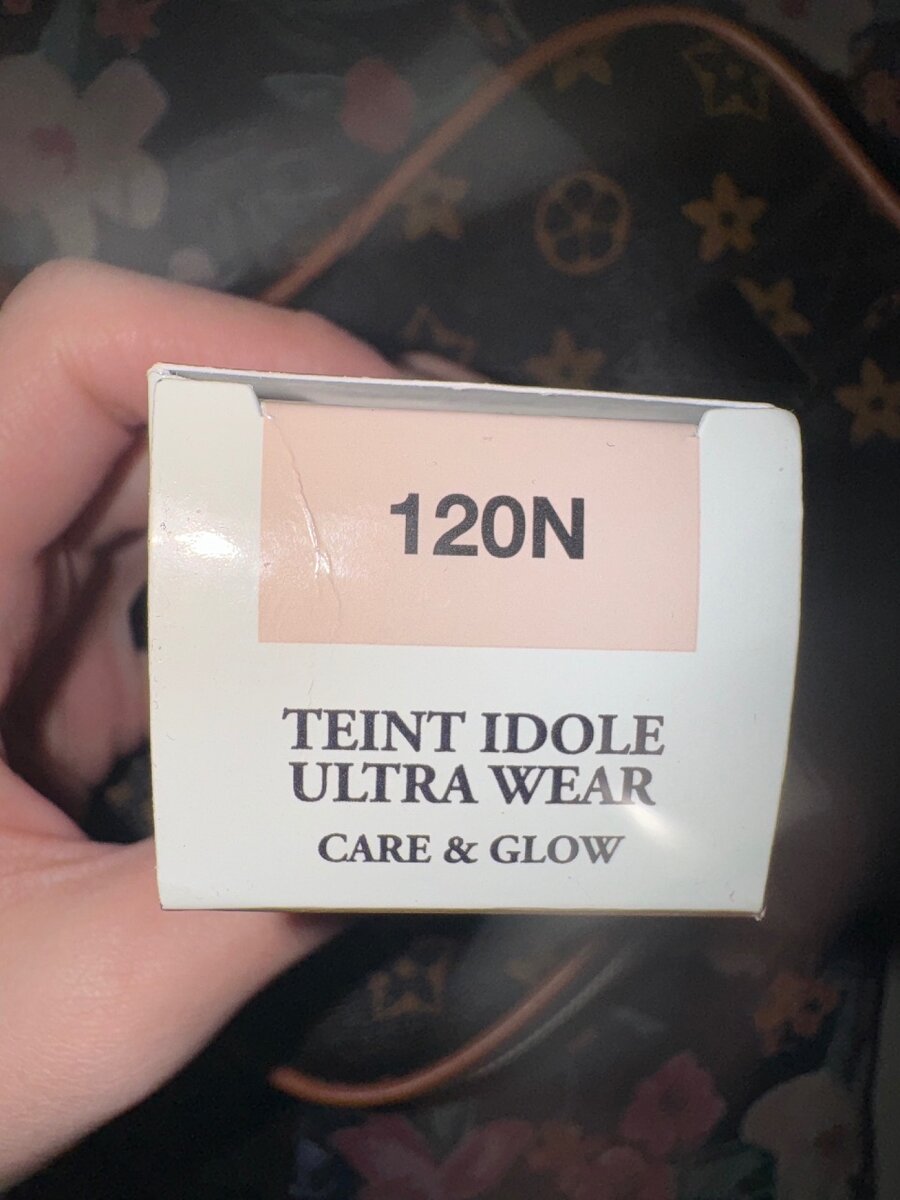 120N
TEINT IDOLE
ULTRA WEAR
CARE & GLOW